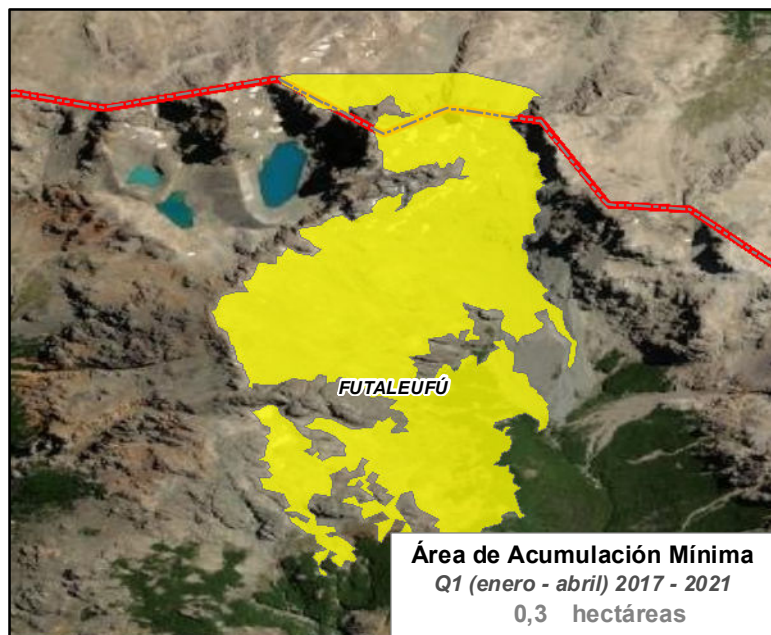 FUTALEUFÚ
Área de Acumulación Mínima
Q1 (enero - abril) 2017 - 2021
0,3 hectáreas